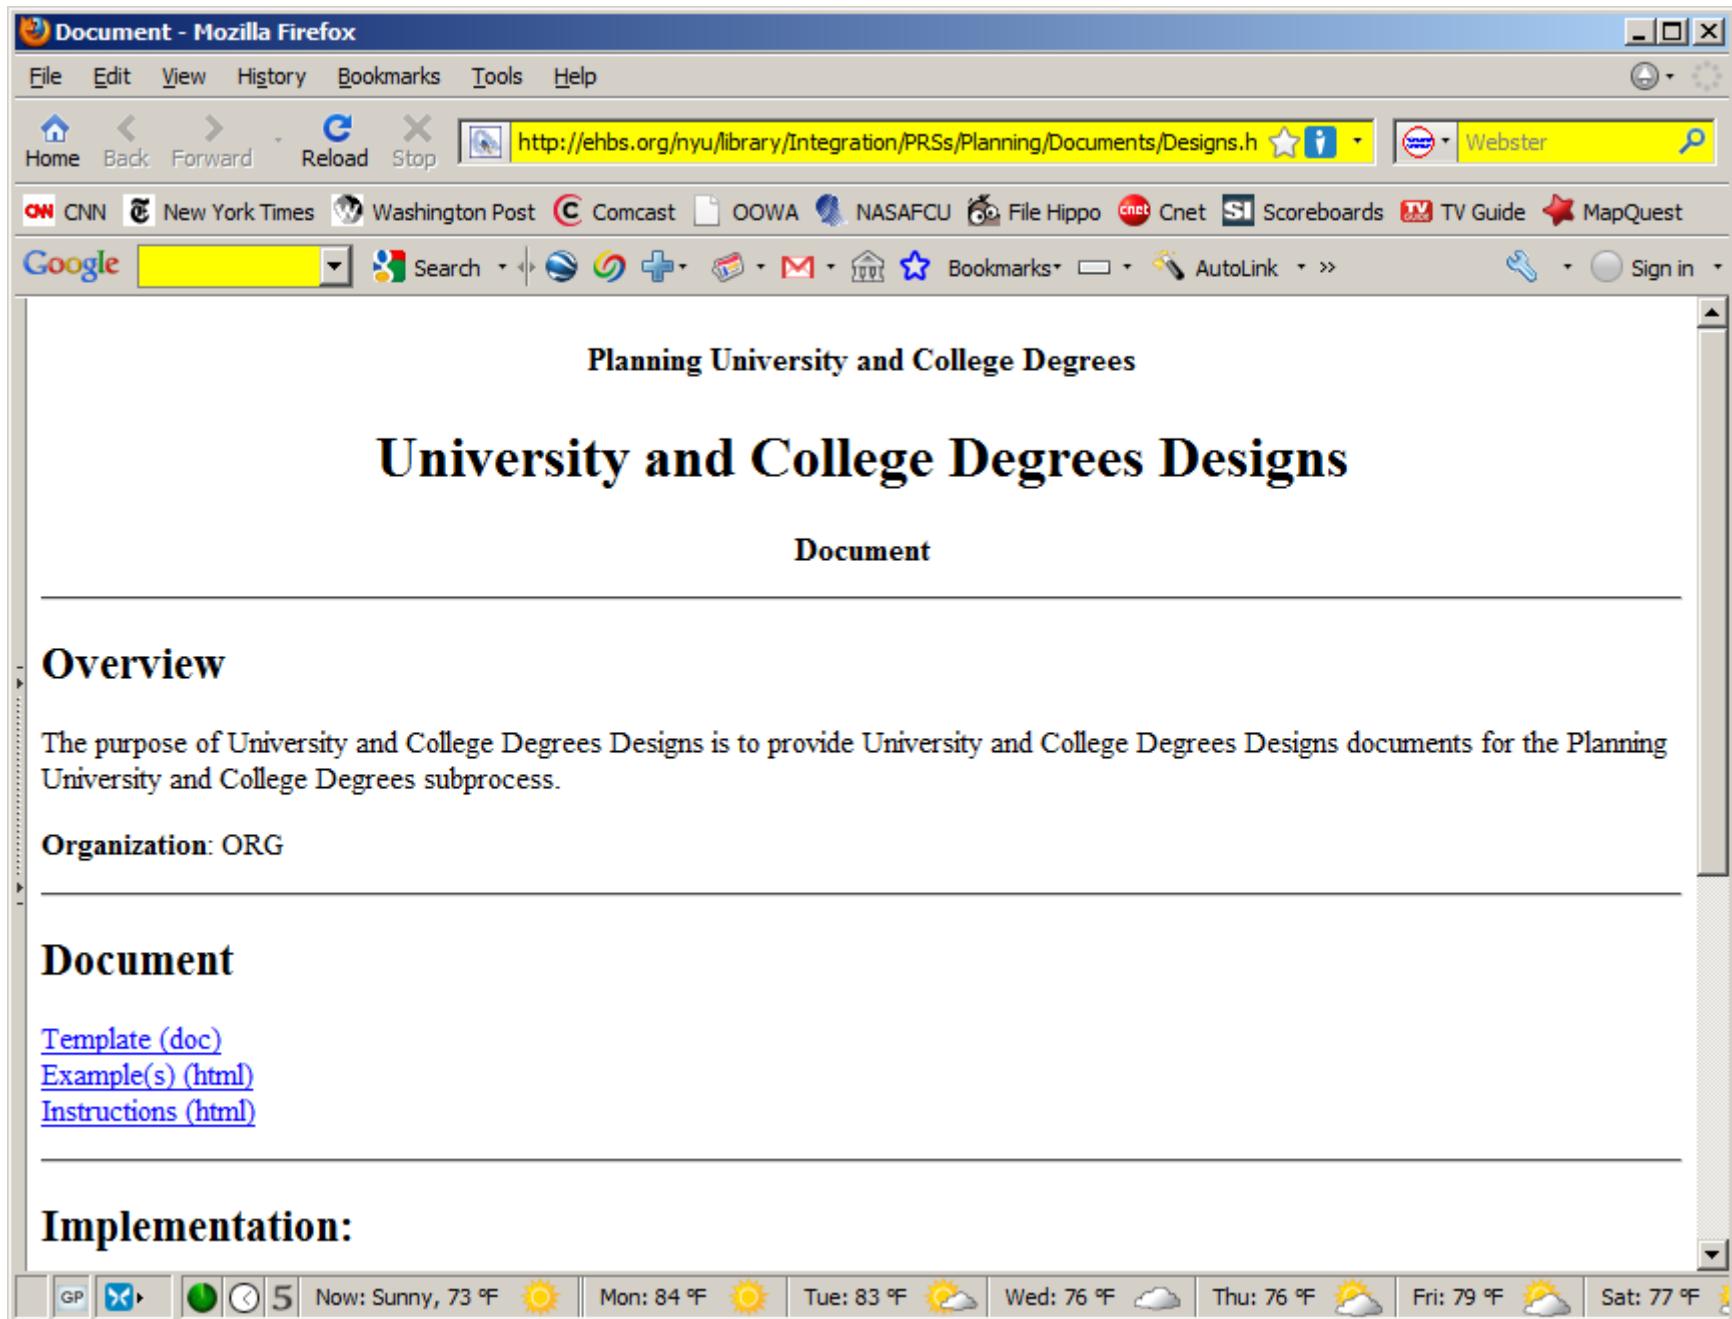 Document - Mozilla Firefox
File Edit View History Bookmarks Tools Help
Home Back Forward Reload Stop http://ehbs.org/nyu/library/Integration/PRSs/Planning/Documents/Designs.h Webster
CNN CNN New York Times Washington Post Comcast OOWA NASAFCU File Hippo cnet Cnet SI Scoreboards TV GUIDE TV Guide MapQuest
Google Search Bookmarks AutoLink Sign in
Planning University and College Degrees
University and College Degrees Designs
Document
Overview
The purpose of University and College Degrees Designs is to provide University and College Degrees Designs documents for the Planning
University and College Degrees subprocess.
Organization: ORG
Document
Template (doc)
Example(s) (html)
Instructions (html)
Implementation:
GP 5 Now: Sunny, 73 °F Mon: 84 °F Tue: 83 °F Wed: 76 °F Thu: 76 °F Fri: 79 °F Sat: 77 °F